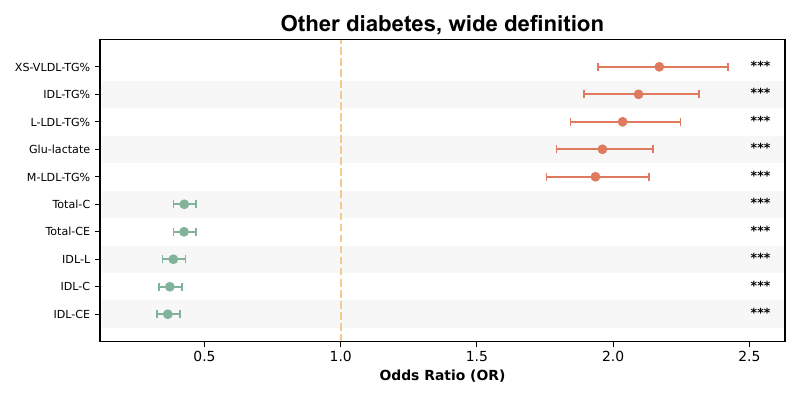 Other diabetes, wide definition
XS-VLDL-TG% ***
IDL-TG% ***
L-LDL-TG% ***
Glu-lactate ***
M-LDL-TG% ***
Total-C ***
Total-CE ***
IDL-L ***
IDL-C ***
IDL-CE ***
0.5 1.0 1.5 2.0 2.5
Odds Ratio (OR)